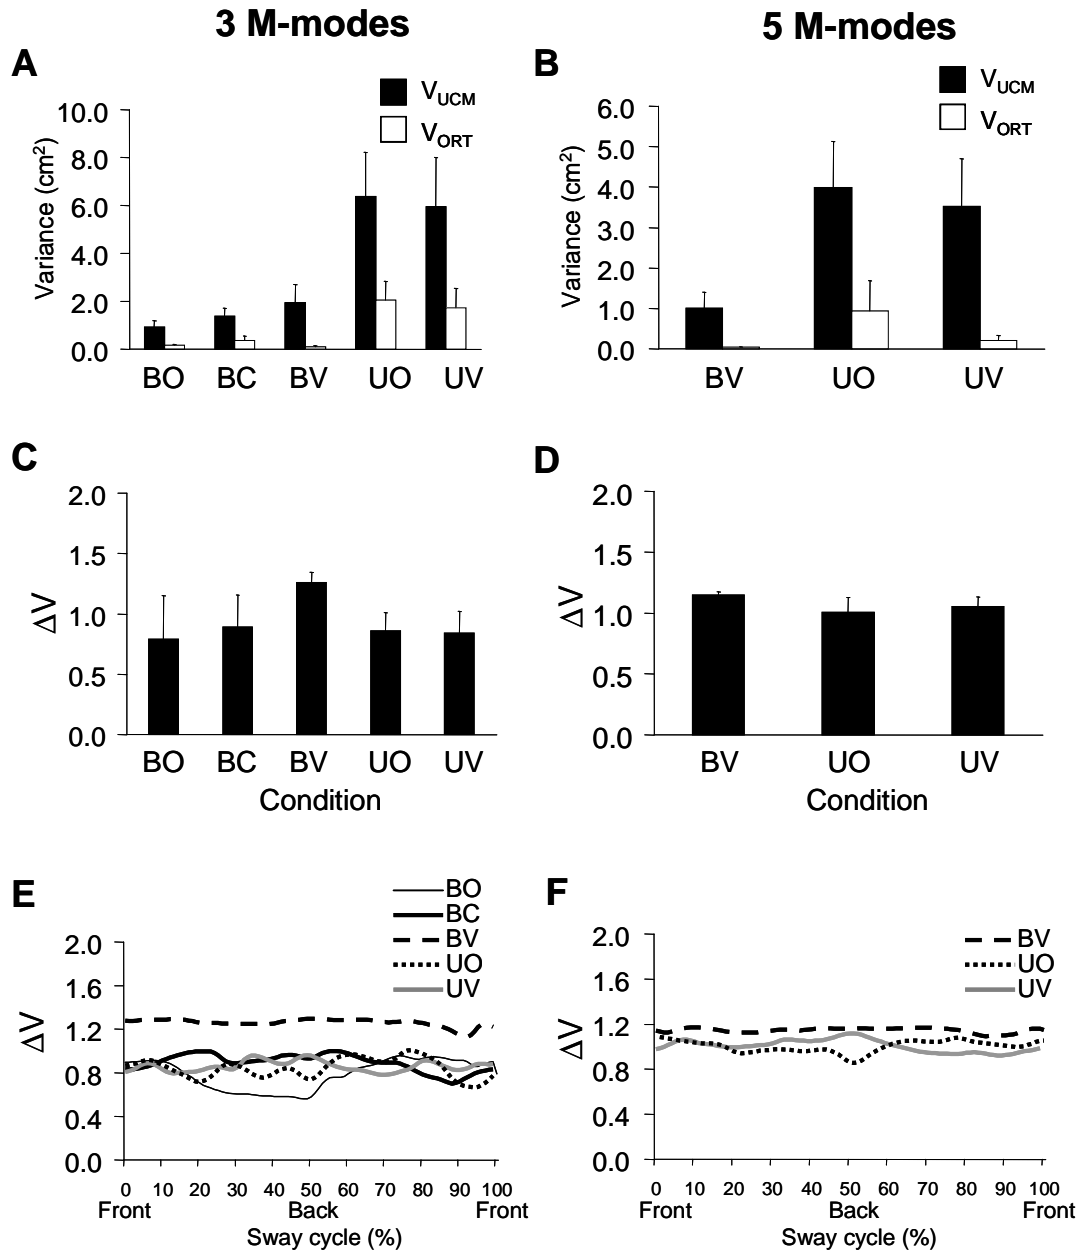 3 M-modes
5 M-modes
A
V_UCM
V_ORT
Variance (cm²)
10.0
8.0
6.0
4.0
2.0
0.0
BO BC BV UO UV
B
V_UCM
V_ORT
Variance (cm²)
6.0
5.0
4.0
3.0
2.0
1.0
0.0
BV UO UV
C
ΔV
2.0
1.5
1.0
0.5
0.0
BO BC BV UO UV
Condition
D
ΔV
2.0
1.5
1.0
0.5
0.0
BV UO UV
Condition
E
BO
BC
BV
UO
UV
ΔV
2.0
1.6
1.2
0.8
0.4
0.0
0 10 20 30 40 50 60 70 80 90 100
Front Back Front
Sway cycle (%)
F
BV
UO
UV
ΔV
2.0
1.6
1.2
0.8
0.4
0.0
0 10 20 30 40 50 60 70 80 90 100
Front Back Front
Sway cycle (%)